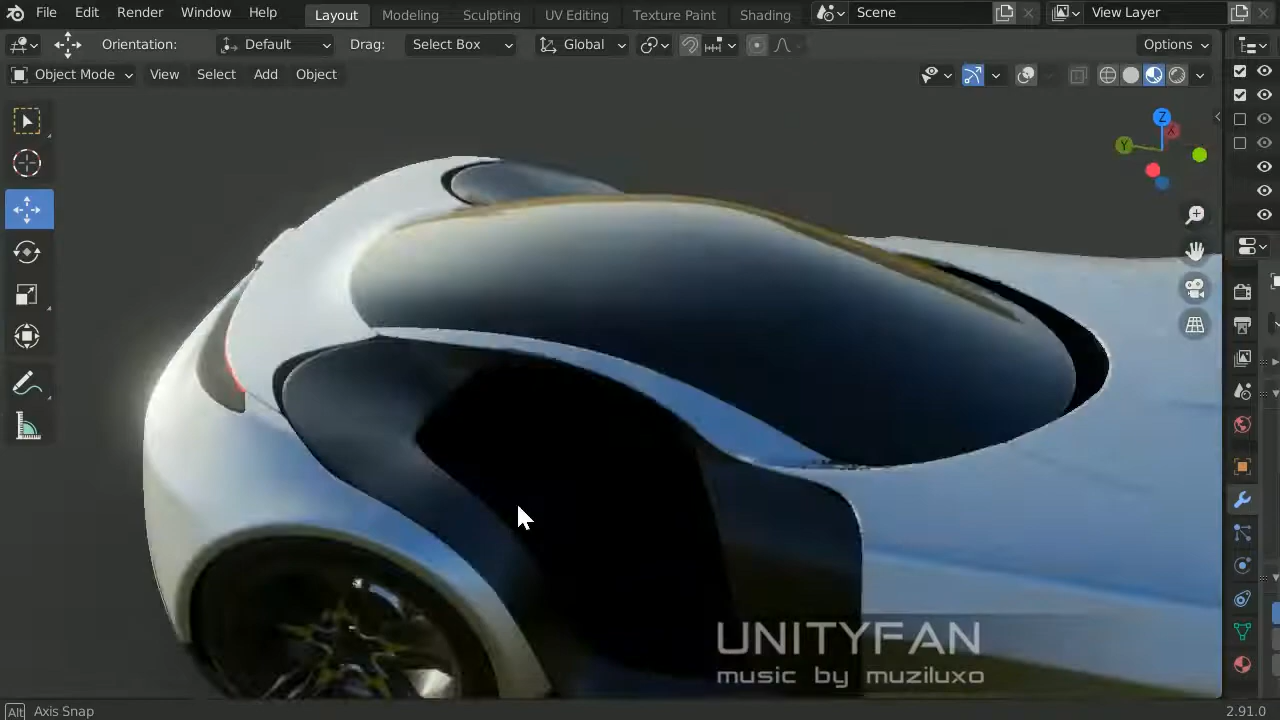 File Edit Render Window Help Layout Modeling Sculpting UV Editing Texture Paint Shading Scene View Layer
Orientation: Default Drag: Select Box Global Options
Object Mode View Select Add Object
Z
X
Y
UNITYFAN
music by muziluxo
Alt Axis Snap 2.91.0